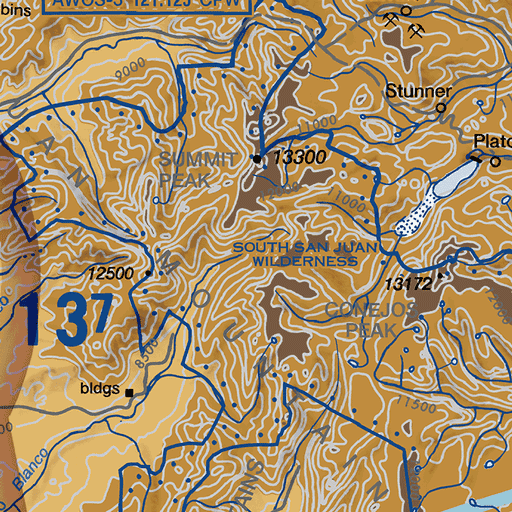 AWOS-3 121.125 CPW
bins
9000
Stunner
11000
Plato
SUMMIT
PEAK
13300
11000
SOUTH SAN JUAN
WILDERNESS
12500
13172
CONEJOS
PEAK
137
8500
bldgs
11500
Blanco